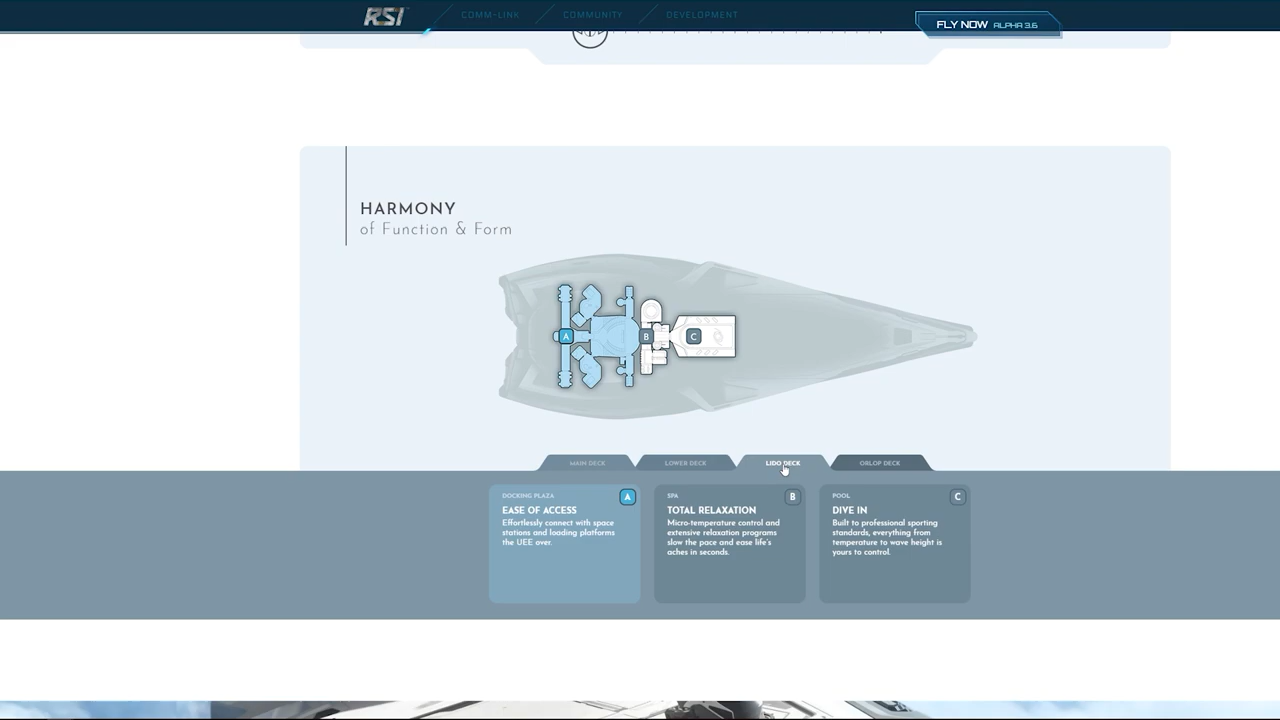 RSI
COMM-LINK
COMMUNITY
DEVELOPMENT
FLY NOW ALPHA 3.6
HARMONY
of Function & Form
A
B
C
MAIN DECK
LOWER DECK
LIDO DECK
ORLOP DECK
DOCKING PLAZA
A
EASE OF ACCESS
Effortlessly connect with space
stations and loading platforms
the UEE over.
SPA
B
TOTAL RELAXATION
Micro-temperature control and
extensive relaxation programs
slow the pace and ease life's
aches in seconds.
POOL
C
DIVE IN
Built to professional sporting
standards, everything from
temperature to wave height is
yours to control.